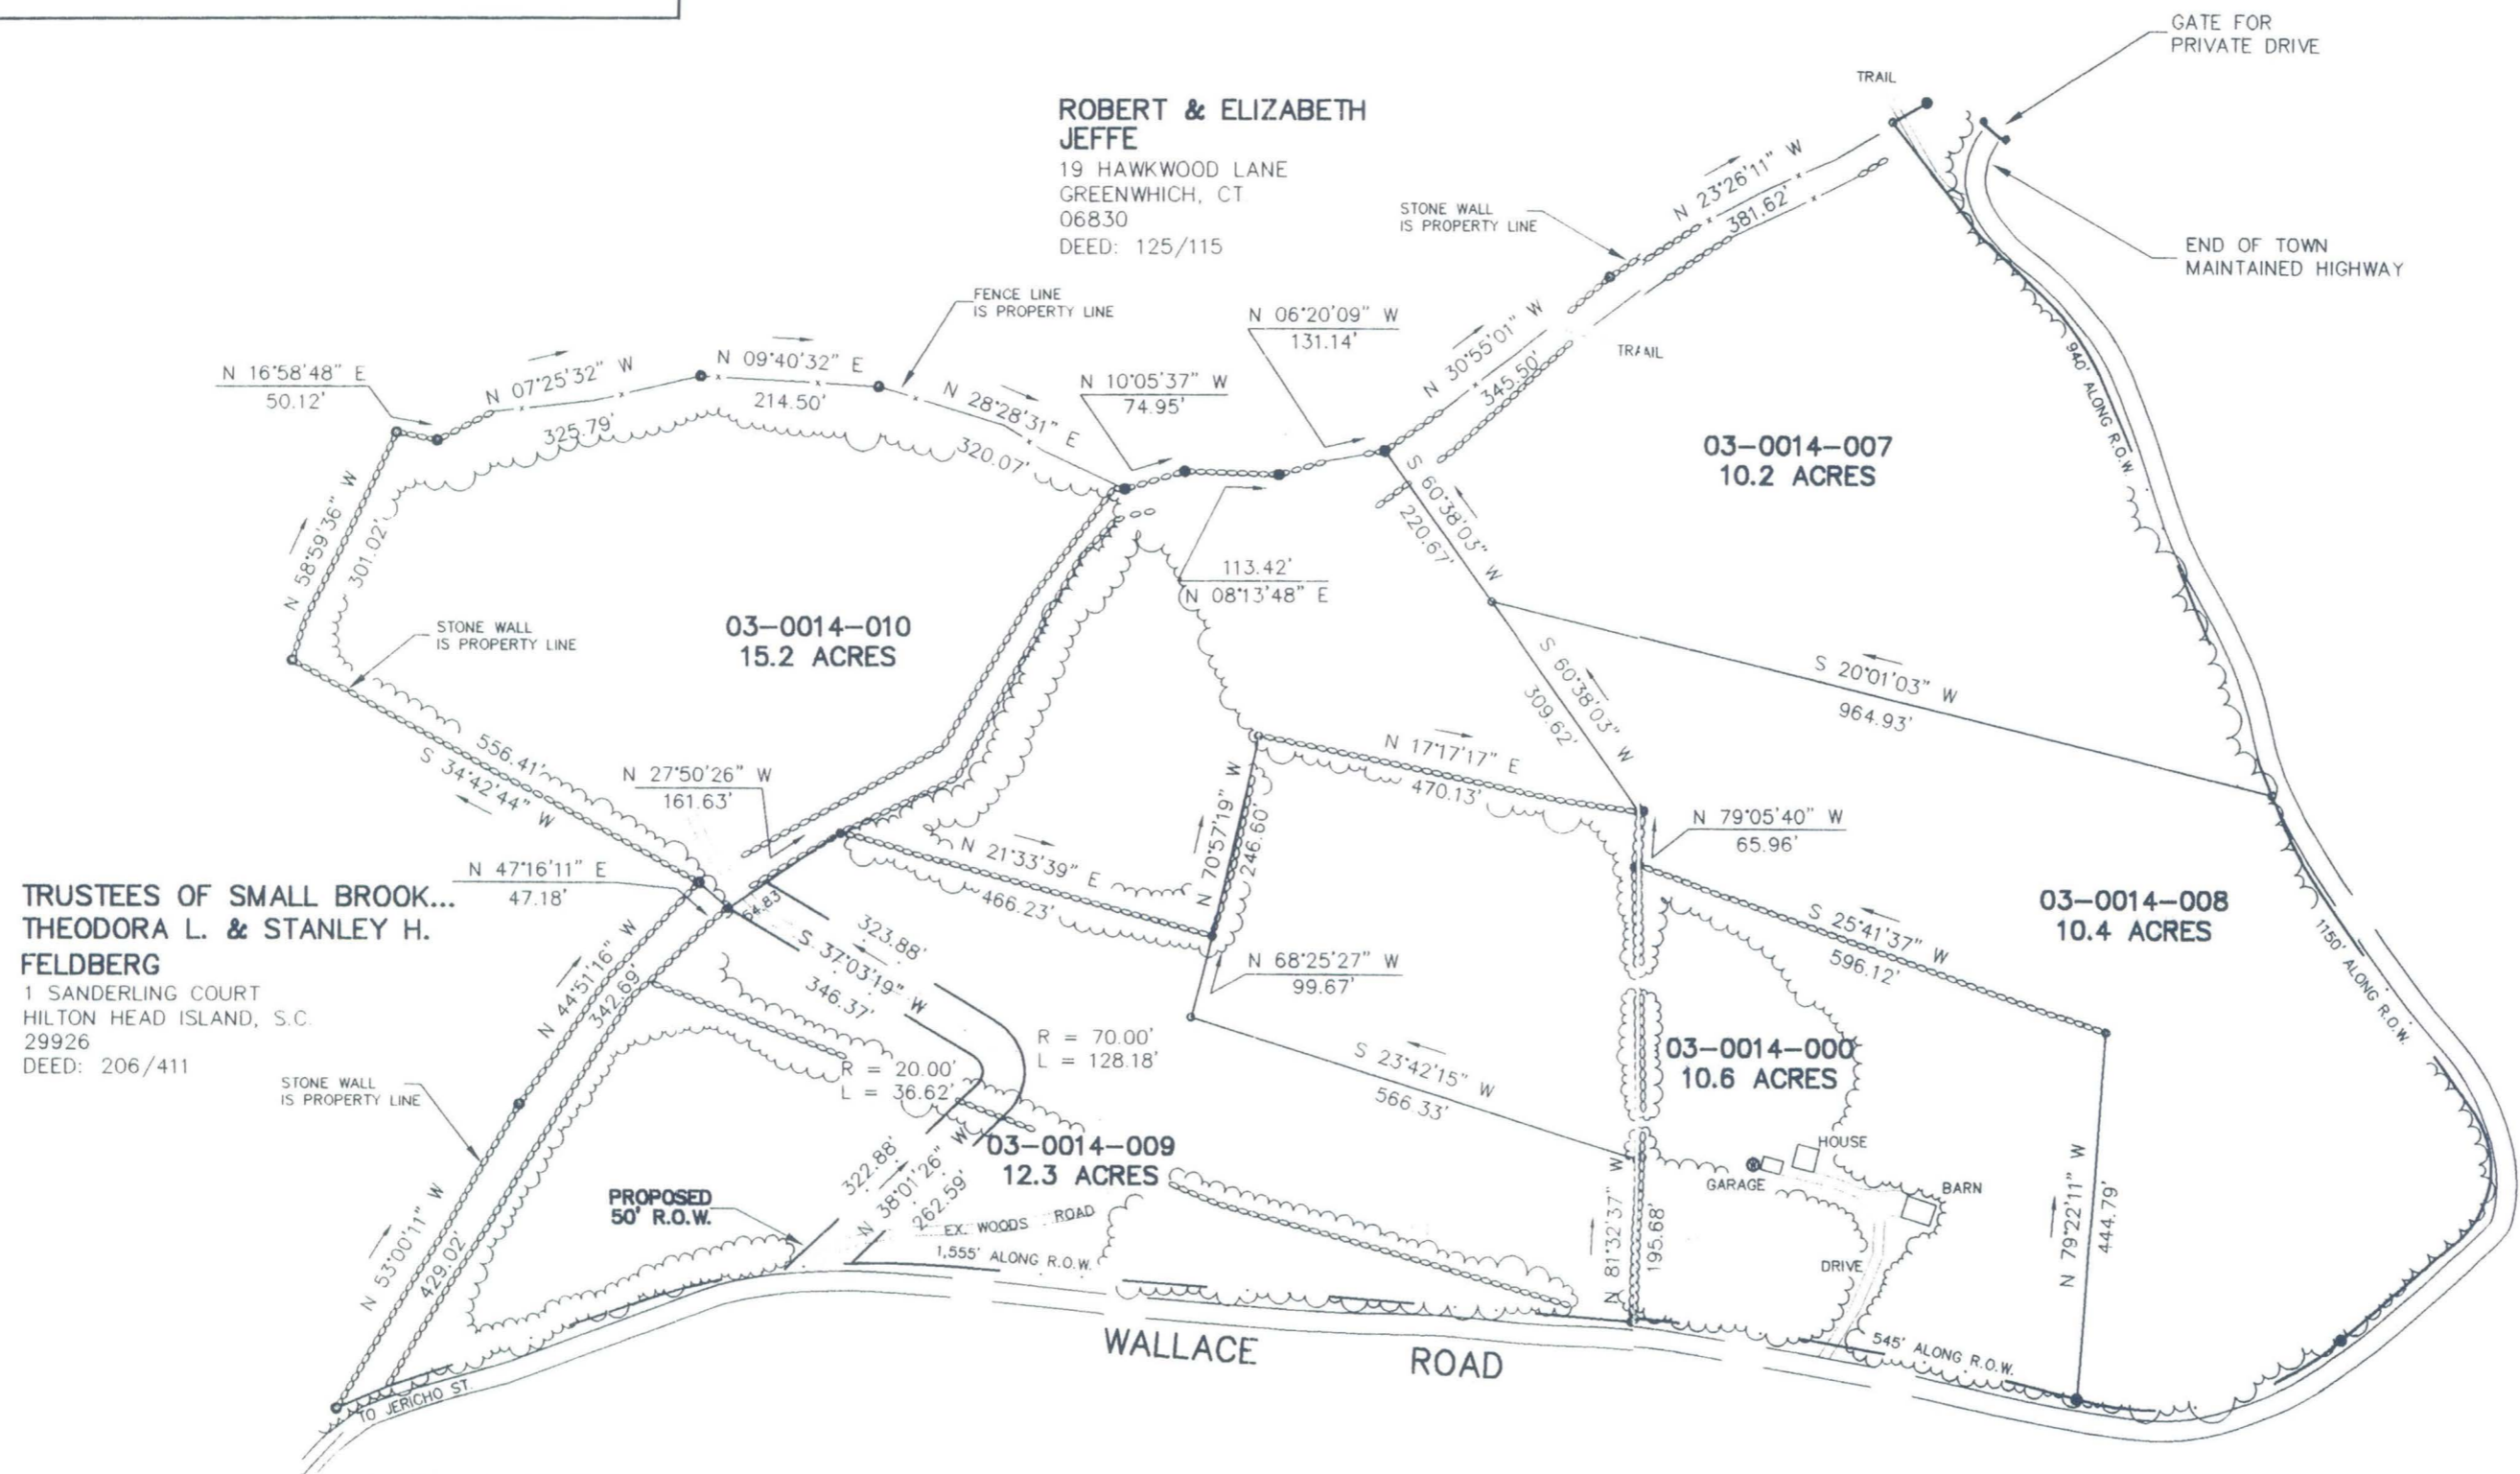 GATE FOR
PRIVATE DRIVE
TRAIL
ROBERT & ELIZABETH
JEFFE
19 HAWKWOOD LANE
GREENWHICH, CT
06830
DEED: 125/115
N 23°26'11" W
381.62'
STONE WALL
IS PROPERTY LINE
END OF TOWN
MAINTAINED HIGHWAY
FENCE LINE
IS PROPERTY LINE
N 06°20'09" W
131.14'
N 30°55'01" W
345.50'
TRAIL
940' ALONG R.O.W.
N 16°58'48" E
50.12'
N 07°25'32" W
325.79'
N 09°40'32" E
214.50'
N 28°28'31" E
320.07'
N 10°05'37" W
74.95'
03-0014-007
10.2 ACRES
S 60°38'03" W
220.67'
N 58°59'36" W
301.02'
113.42'
N 08°13'48" E
STONE WALL
IS PROPERTY LINE
03-0014-010
15.2 ACRES
S 60°38'03" W
309.62'
S 20°01'03" W
964.93'
556.41'
S 34°42'44" W
N 27°50'26" W
161.63'
N 17°17'17" E
470.13'
N 70°57'19" W
246.60'
N 79°05'40" W
65.96'
N 21°33'39" E
466.23'
TRUSTEES OF SMALL BROOK...
THEODORA L. & STANLEY H.
FELDBERG
1 SANDERLING COURT
HILTON HEAD ISLAND, S.C.
29926
DEED: 206/411
N 47°16'11" E
47.18'
64.83'
323.88'
S 37°03'19" W
346.37'
N 44°51'16" W
342.69'
N 68°25'27" W
99.67'
S 25°41'37" W
596.12'
03-0014-008
10.4 ACRES
1150' ALONG R.O.W.
R = 70.00'
L = 128.18'
R = 20.00'
L = 36.62'
S 23°42'15" W
566.33'
03-0014-000
10.6 ACRES
STONE WALL
IS PROPERTY LINE
03-0014-009
12.3 ACRES
HOUSE
GARAGE
BARN
DRIVE
PROPOSED
50' R.O.W.
322.88'
N 38°01'26" W
262.59'
EX. WOODS ROAD
1,555' ALONG R.O.W.
N 53°00'11" W
429.02'
N 81°32'37" W
195.68'
N 79°22'11" W
444.79'
545' ALONG R.O.W.
WALLACE ROAD
TO JERICHO ST.